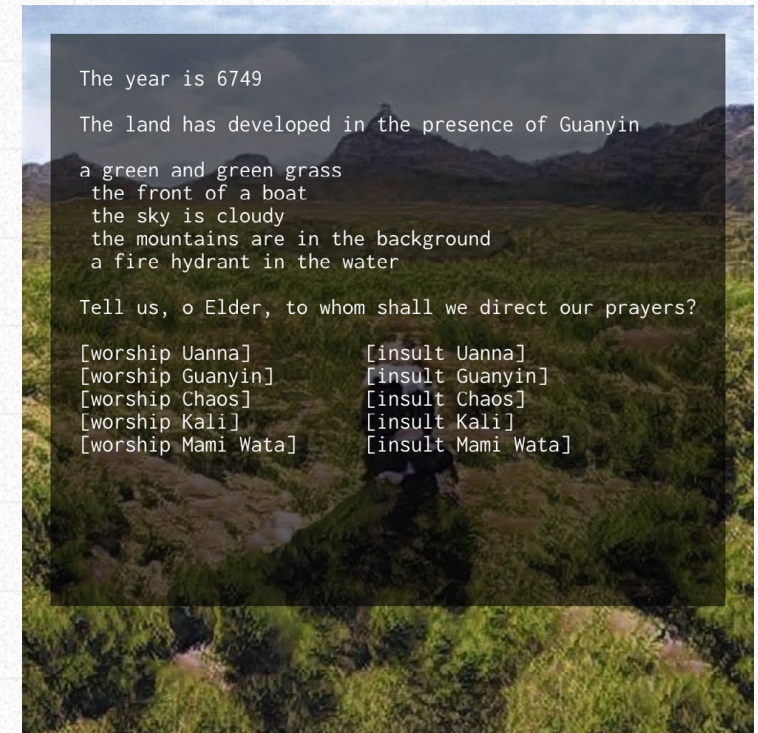 The year is 6749
The land has developed in the presence of Guanyin
a green and green grass
the front of a boat
the sky is cloudy
the mountains are in the background
a fire hydrant in the water
Tell us, o Elder, to whom shall we direct our prayers?
[worship Uanna] [insult Uanna]
[worship Guanyin] [insult Guanyin]
[worship Chaos] [insult Chaos]
[worship Kali] [insult Kali]
[worship Mami Wata] [insult Mami Wata]